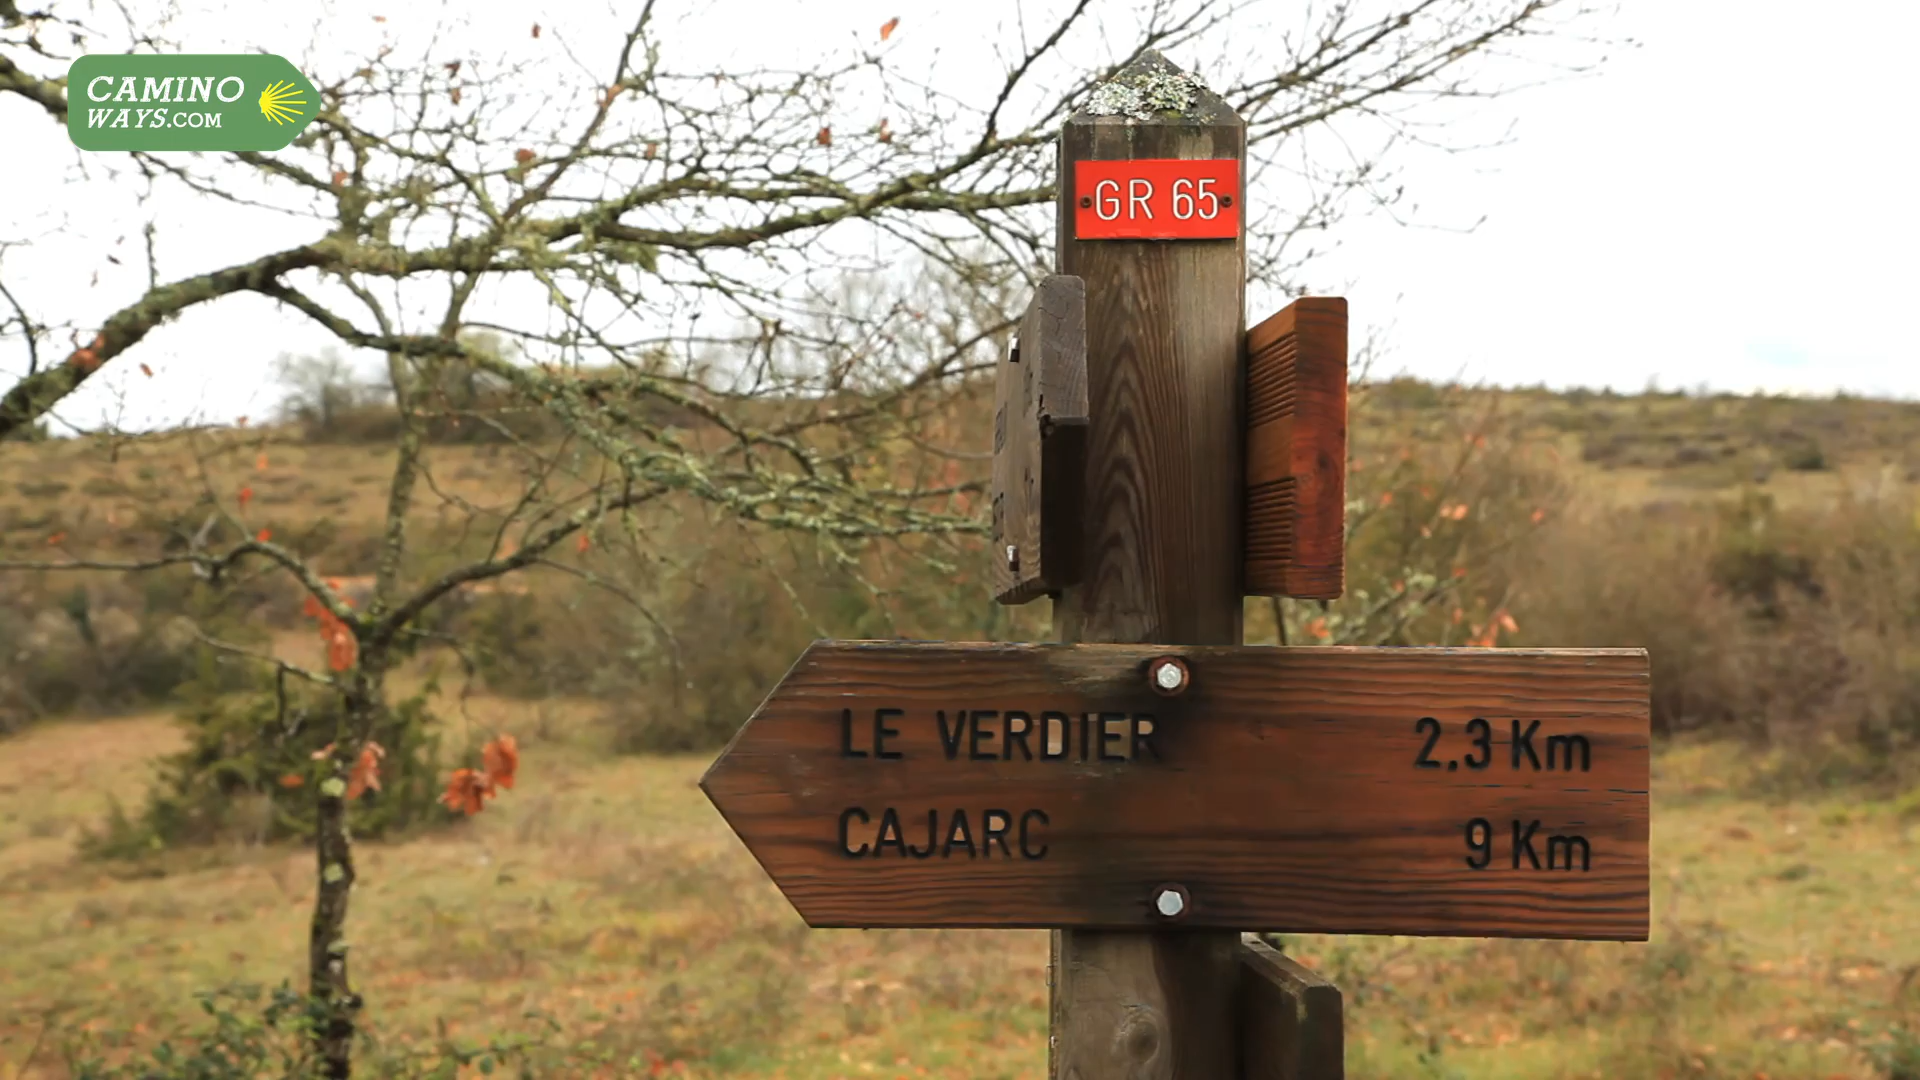 CAMINO
WAYS.COM
GR 65
LE VERDIER 2,3 Km
CAJARC 9 Km